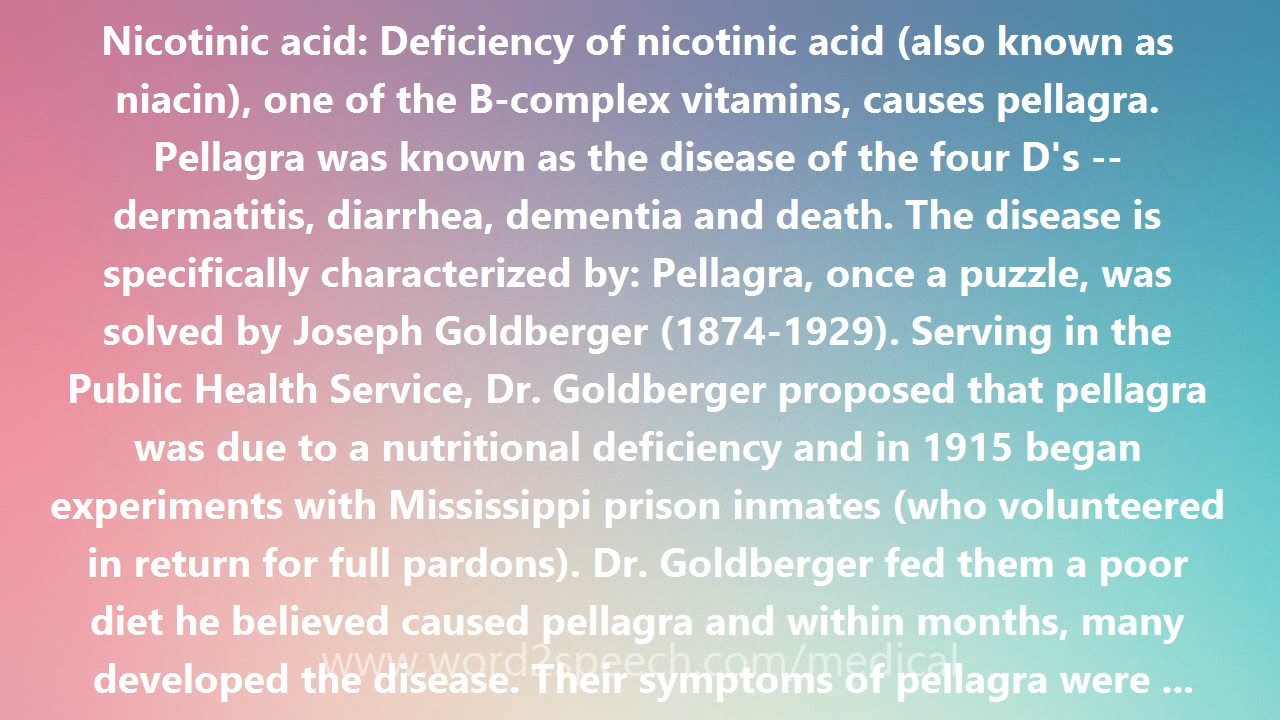 Nicotinic acid: Deficiency of nicotinic acid (also known as
niacin), one of the B-complex vitamins, causes pellagra.
Pellagra was known as the disease of the four D's --
dermatitis, diarrhea, dementia and death. The disease is
specifically characterized by: Pellagra, once a puzzle, was
solved by Joseph Goldberger (1874-1929). Serving in the
Public Health Service, Dr. Goldberger proposed that pellagra
was due to a nutritional deficiency and in 1915 began
experiments with Mississippi prison inmates (who volunteered
in return for full pardons). Dr. Goldberger fed them a poor
diet he believed caused pellagra and within months, many
www.word2speech.com/medical
developed the disease. Their symptoms of pellagra were ...